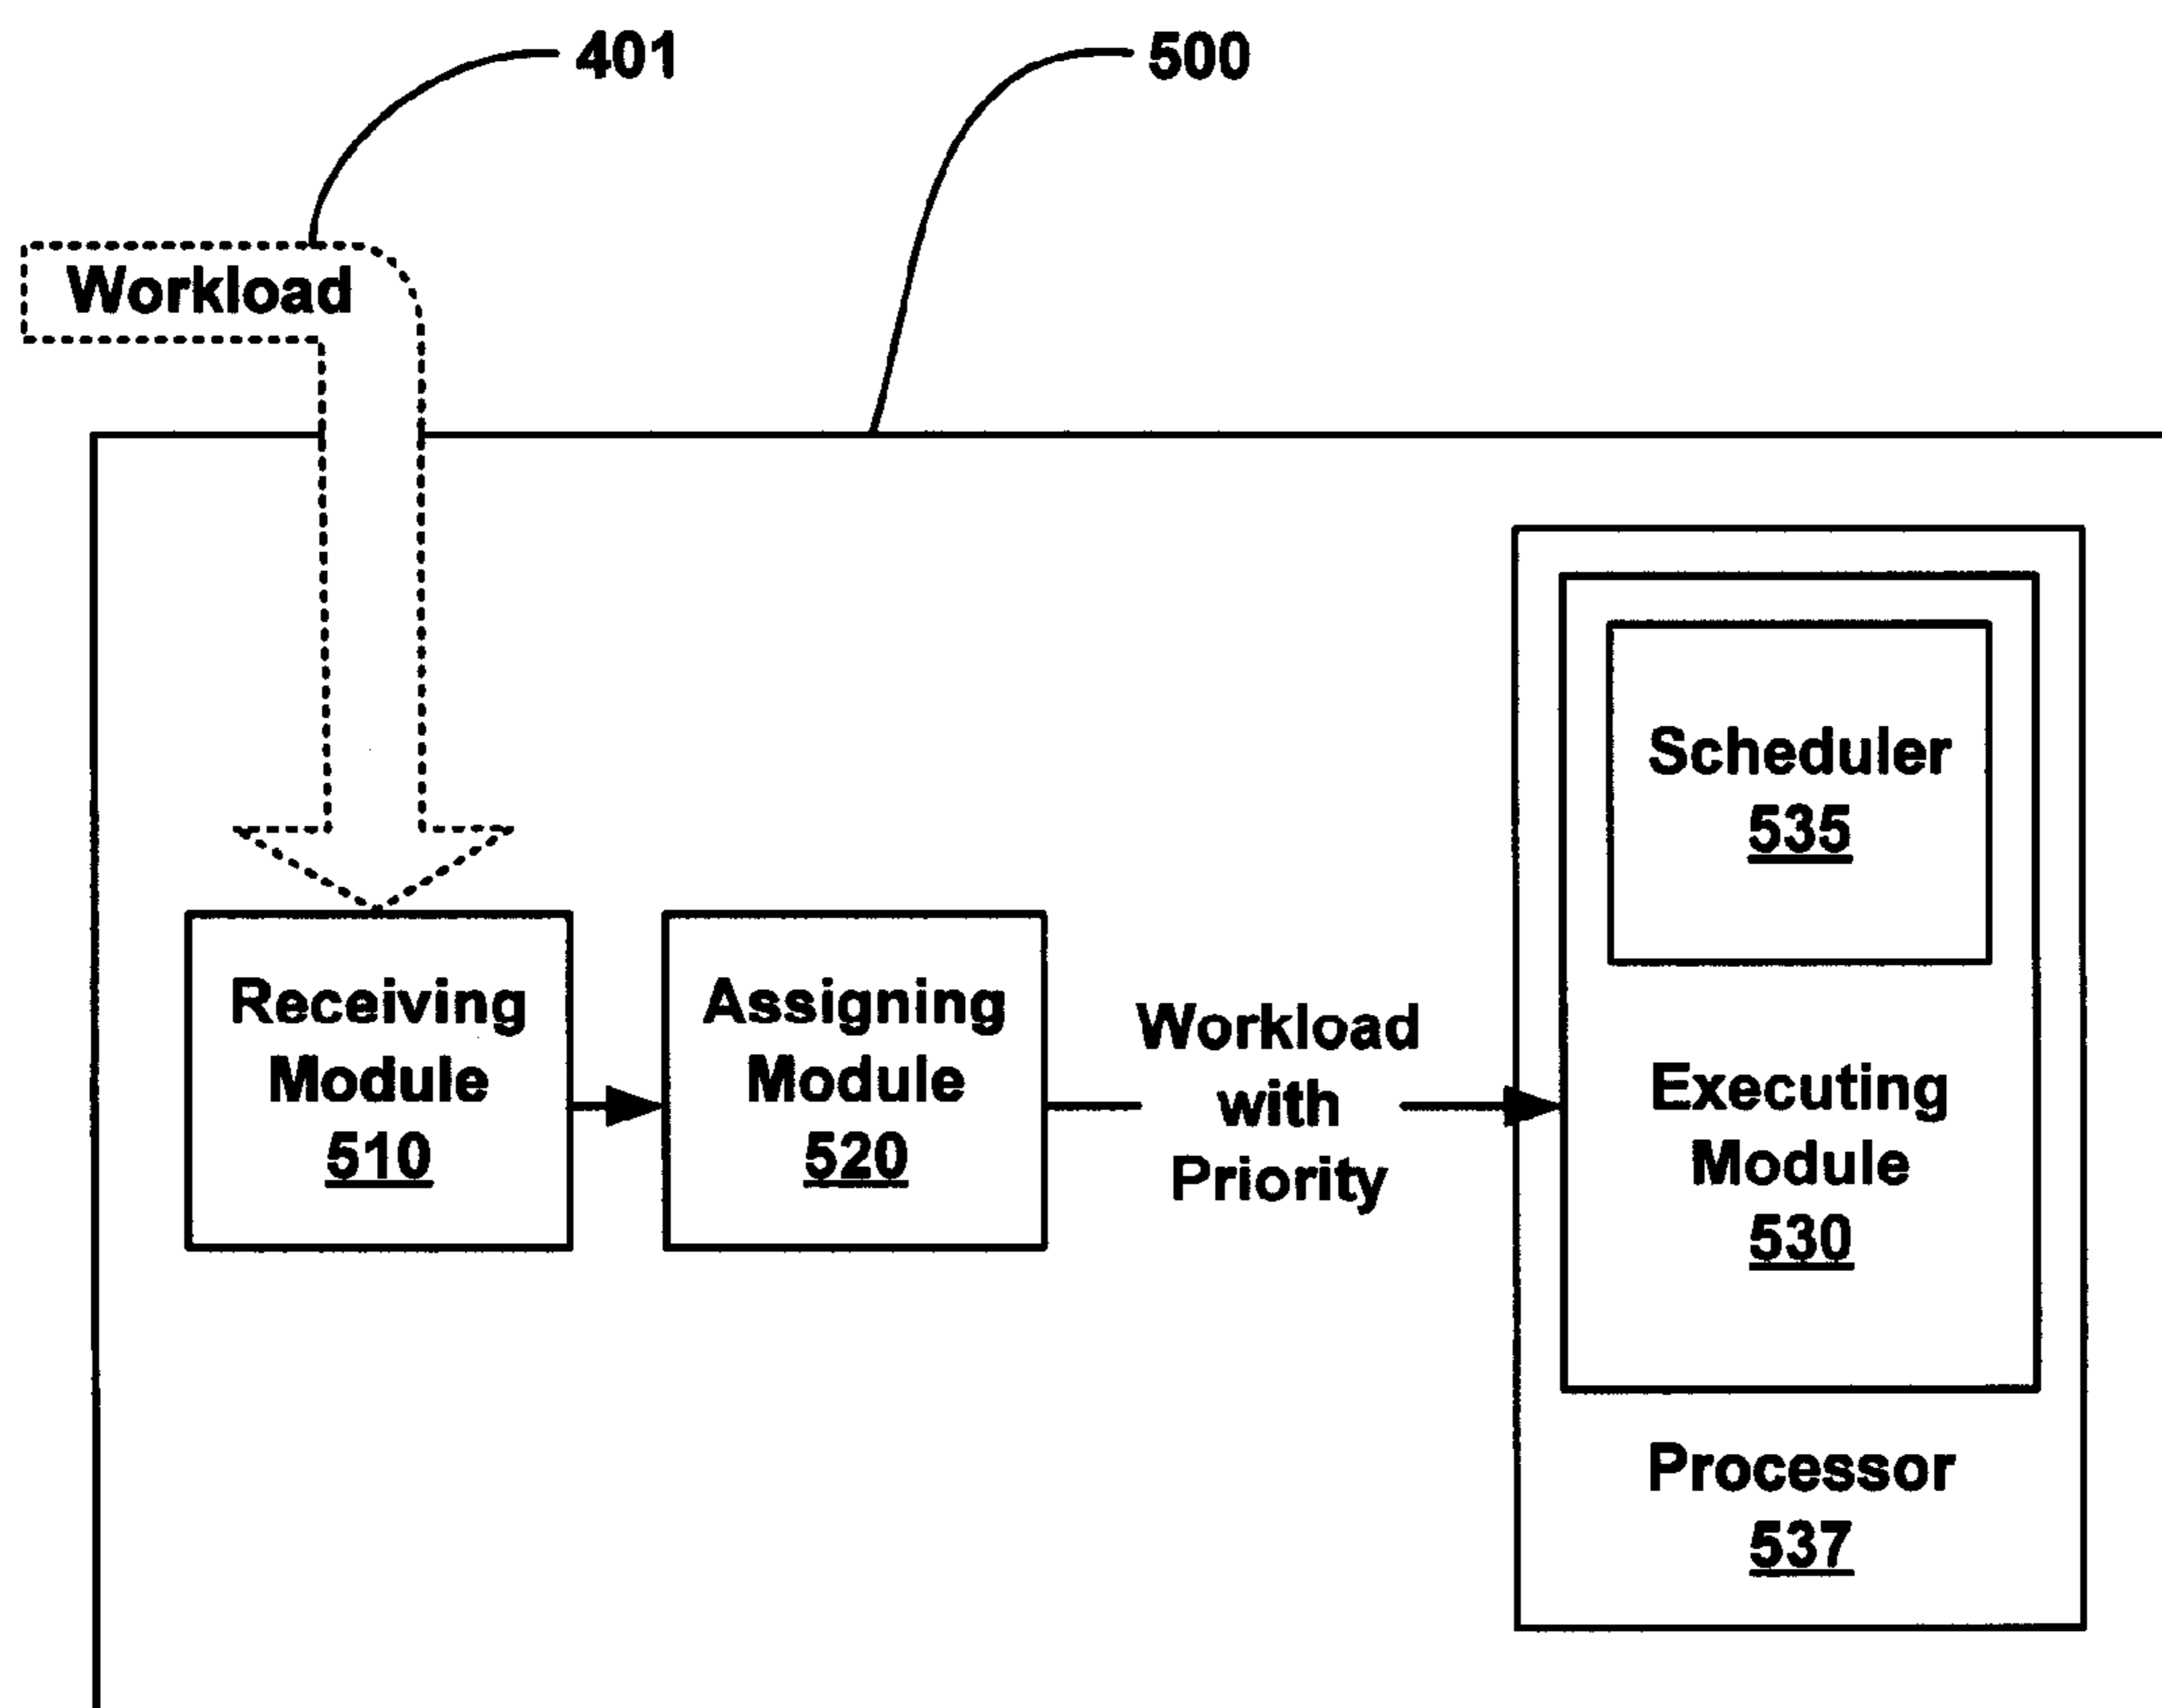 401
500
Workload
Scheduler
535
Receiving
Module
510
Assigning
Module
520
Workload
with
Priority
Executing
Module
530
Processor
537